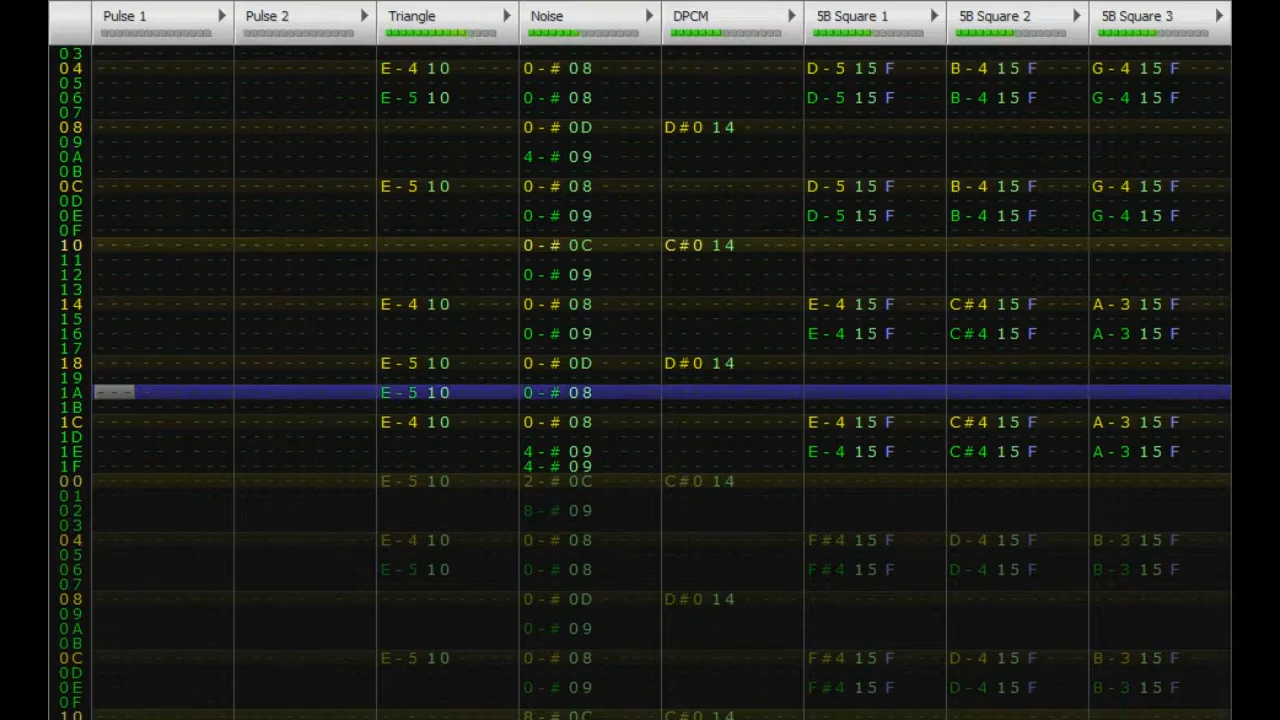 Pulse 1 Pulse 2 Triangle Noise DPCM 5B Square 1 5B Square 2 5B Square 3
03
04 E-4 10 0-# 08 D-5 15 F B-4 15 F G-4 15 F
05
06 E-5 10 0-# 08 D-5 15 F B-4 15 F G-4 15 F
07
08 0-# 0D D#0 14
09
0A 4-# 09
0B
0C E-5 10 0-# 08 D-5 15 F B-4 15 F G-4 15 F
0D
0E 0-# 09 D-5 15 F B-4 15 F G-4 15 F
0F
10 0-# 0C C#0 14
11
12 0-# 09
13
14 E-4 10 0-# 08 E-4 15 F C#4 15 F A-3 15 F
15
16 0-# 09 E-4 15 F C#4 15 F A-3 15 F
17
18 E-5 10 0-# 0D D#0 14
19
1A --- E-5 10 0-# 08
1B
1C E-4 10 0-# 08 E-4 15 F C#4 15 F A-3 15 F
1D
1E 4-# 09 E-4 15 F C#4 15 F A-3 15 F
1F 4-# 09
00 E-5 10 2-# 0C C#0 14
01
02 8-# 09
03
04 E-4 10 0-# 08 F#4 15 F D-4 15 F B-3 15 F
05
06 E-5 10 0-# 08 F#4 15 F D-4 15 F B-3 15 F
07
08 0-# 0D D#0 14
09
0A 0-# 09
0B
0C E-5 10 0-# 08 F#4 15 F D-4 15 F B-3 15 F
0D
0E 0-# 09 F#4 15 F D-4 15 F B-3 15 F
0F
10 8-# 0C C#0 14